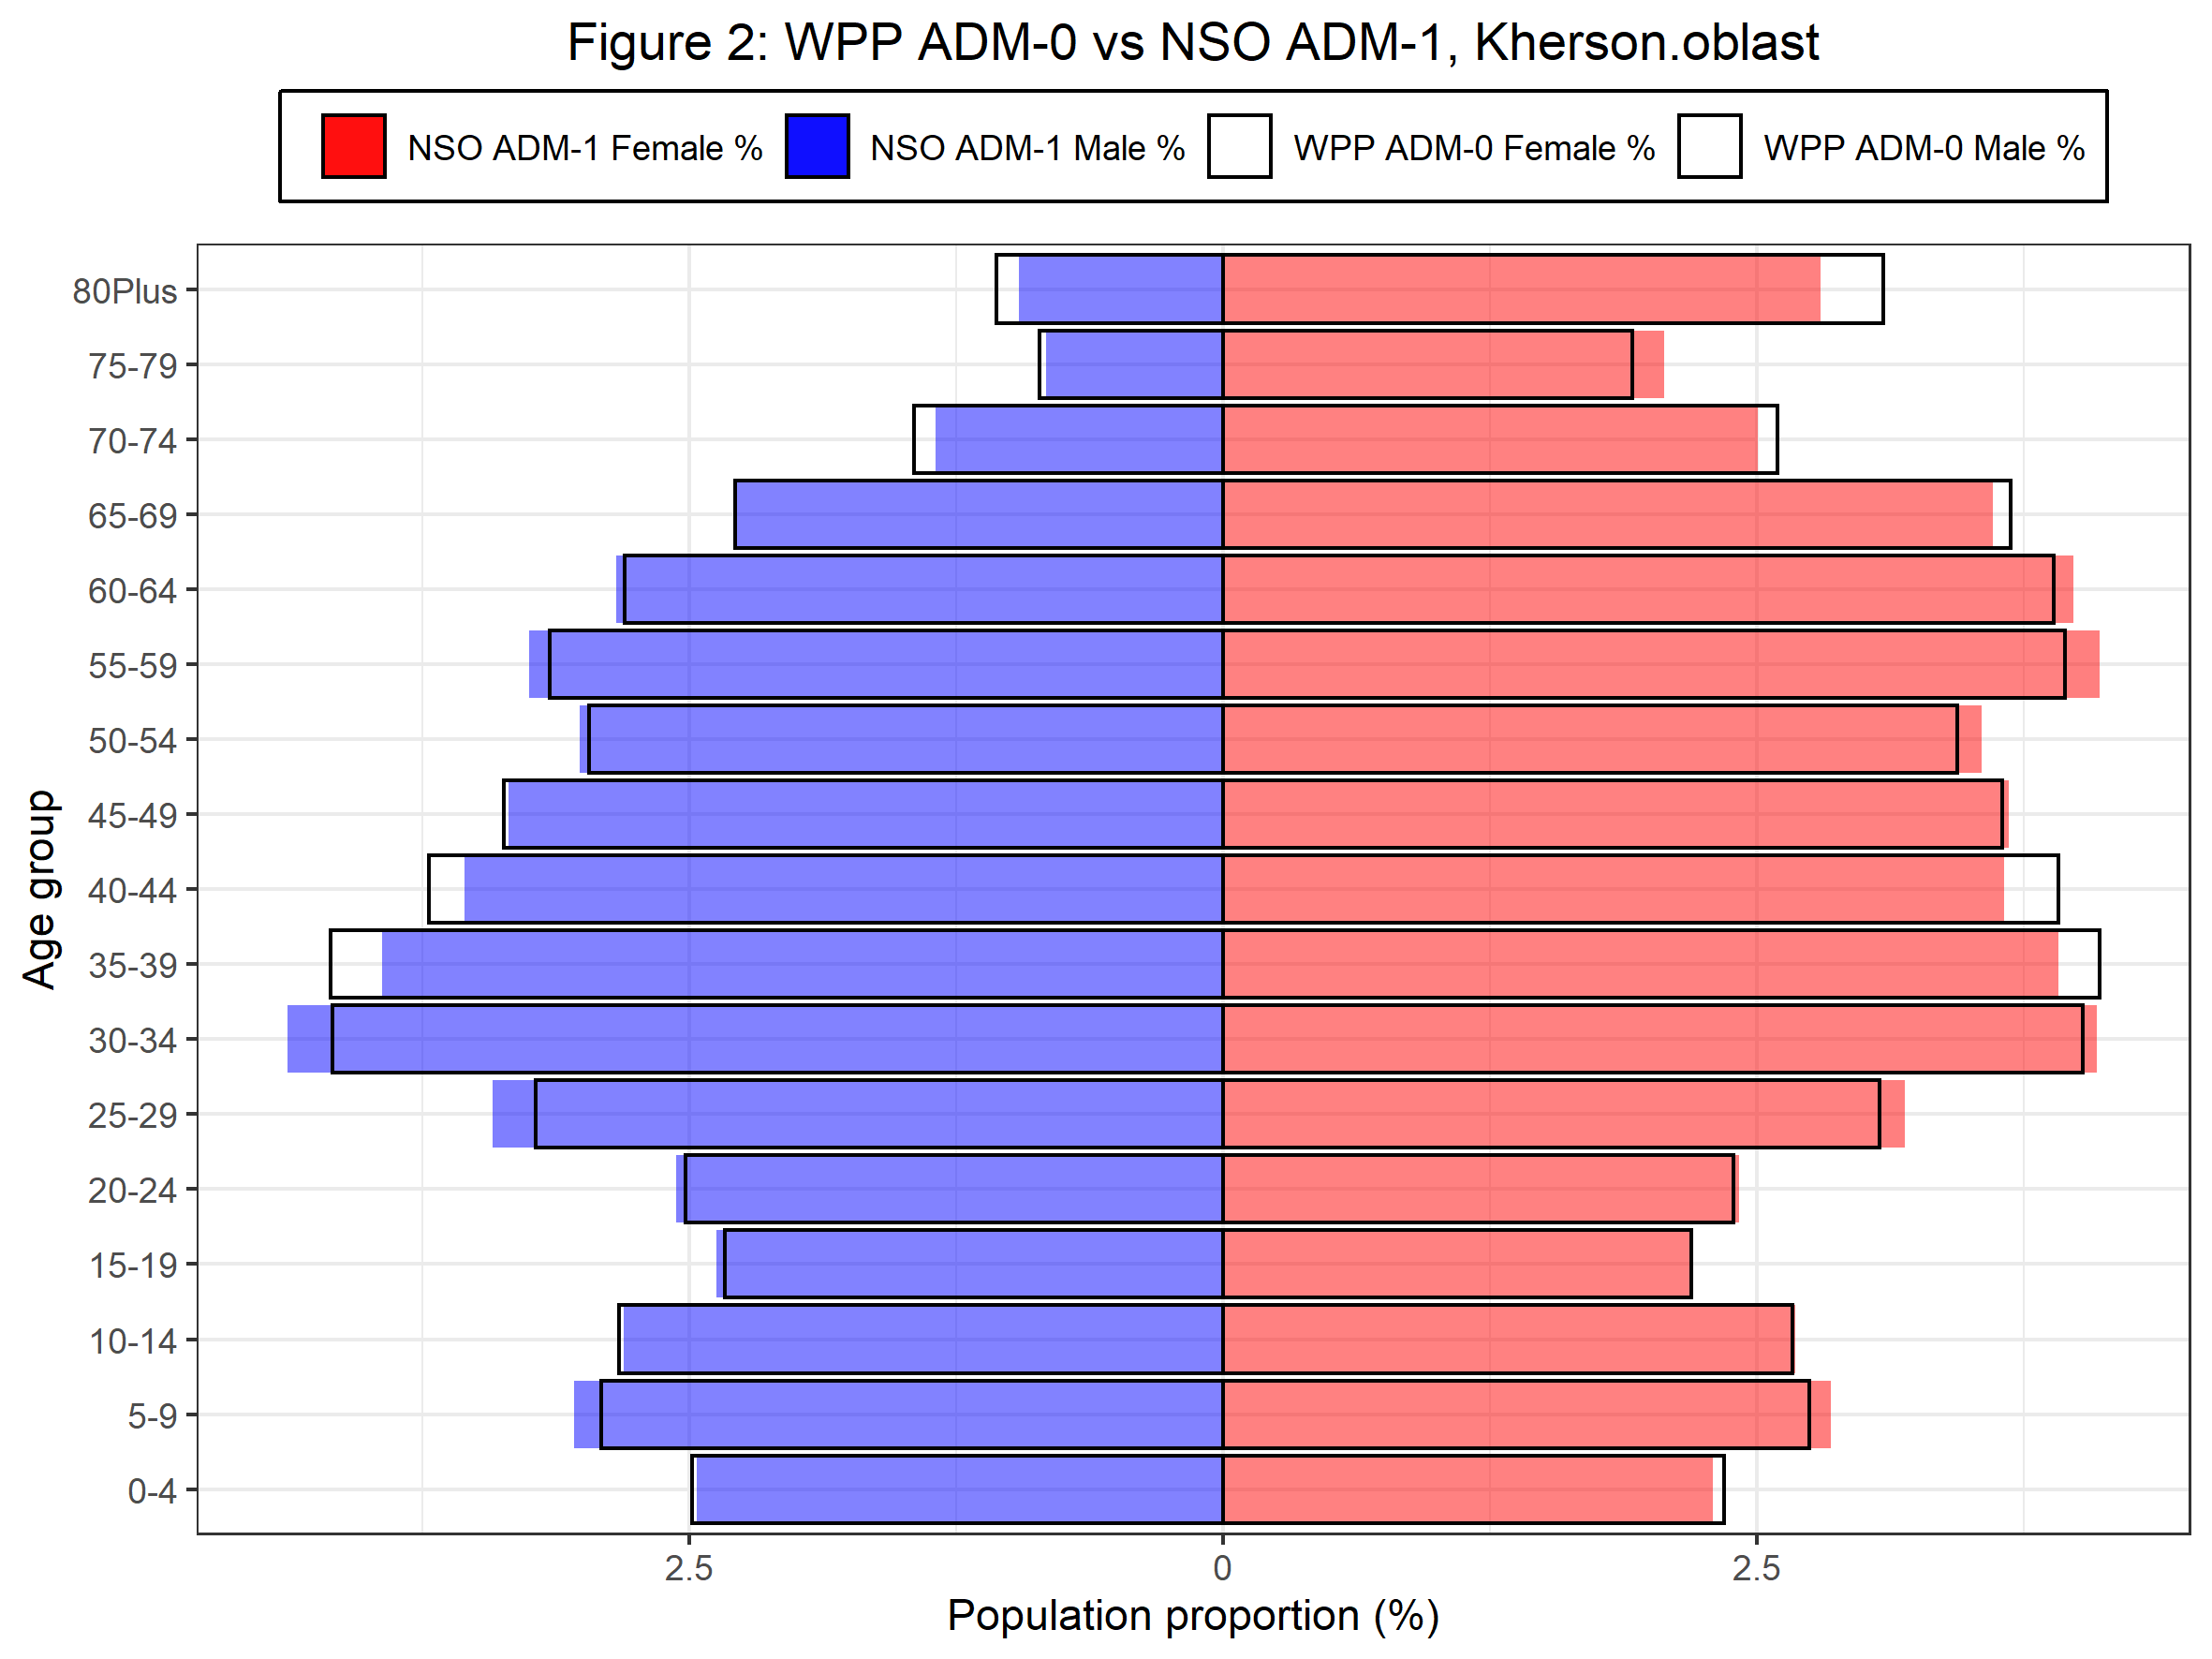 Figure 2: WPP ADM-0 vs NSO ADM-1, Kherson.oblast
NSO ADM-1 Female % NSO ADM-1 Male % WPP ADM-0 Female % WPP ADM-0 Male %
80Plus
75-79
70-74
65-69
60-64
55-59
50-54
45-49
40-44
35-39
30-34
25-29
20-24
15-19
10-14
5-9
0-4
Age group
2.5 0 2.5
Population proportion (%)